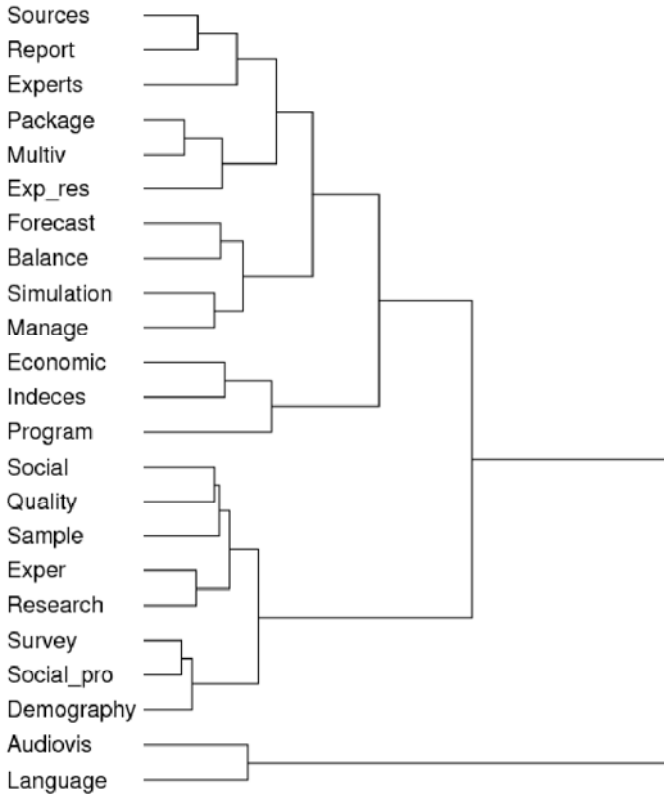 Sources
Report
Experts
Package
Multiv
Exp_res
Forecast
Balance
Simulation
Manage
Economic
Indeces
Program
Social
Quality
Sample
Exper
Research
Survey
Social_pro
Demography
Audiovis
Language